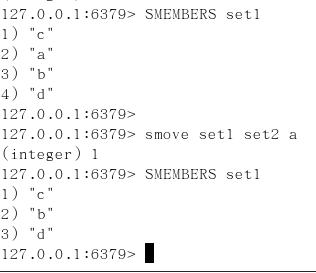 127.0.0.1:6379> SMEMBERS set1
1) "c"
2) "a"
3) "b"
4) "d"
127.0.0.1:6379>
127.0.0.1:6379> smove set1 set2 a
(integer) 1
127.0.0.1:6379> SMEMBERS set1
1) "c"
2) "b"
3) "d"
127.0.0.1:6379>